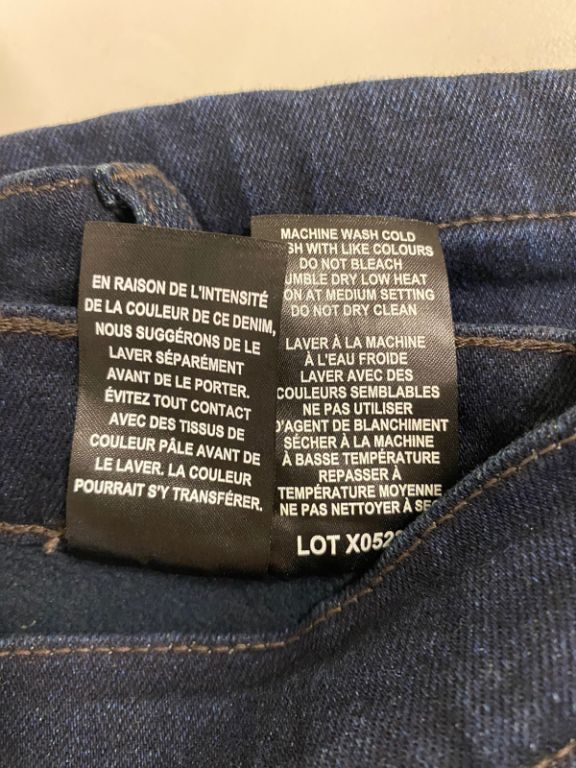 EN RAISON DE L'INTENSITÉ
DE LA COULEUR DE CE DENIM,
NOUS SUGGÉRONS DE LE
LAVER SÉPARÉMENT
AVANT DE LE PORTER.
ÉVITEZ TOUT CONTACT
AVEC DES TISSUS DE
COULEUR PÂLE AVANT DE
LE LAVER. LA COULEUR
POURRAIT S'Y TRANSFÉRER.
MACHINE WASH COLD
WITH LIKE COLOURS
DO NOT BLEACH
DRY LOW HEAT
AT MEDIUM SETTING
DO NOT DRY CLEAN
LAVER À LA MACHINE
À L'EAU FROIDE
LAVER AVEC DES
COULEURS SEMBLABLES
NE PAS UTILISER
D'AGENT DE BLANCHIMENT
SÉCHER À LA MACHINE
À BASSE TEMPÉRATURE
REPASSER À
TEMPÉRATURE MOYENNE
NE PAS NETTOYER À
LOT